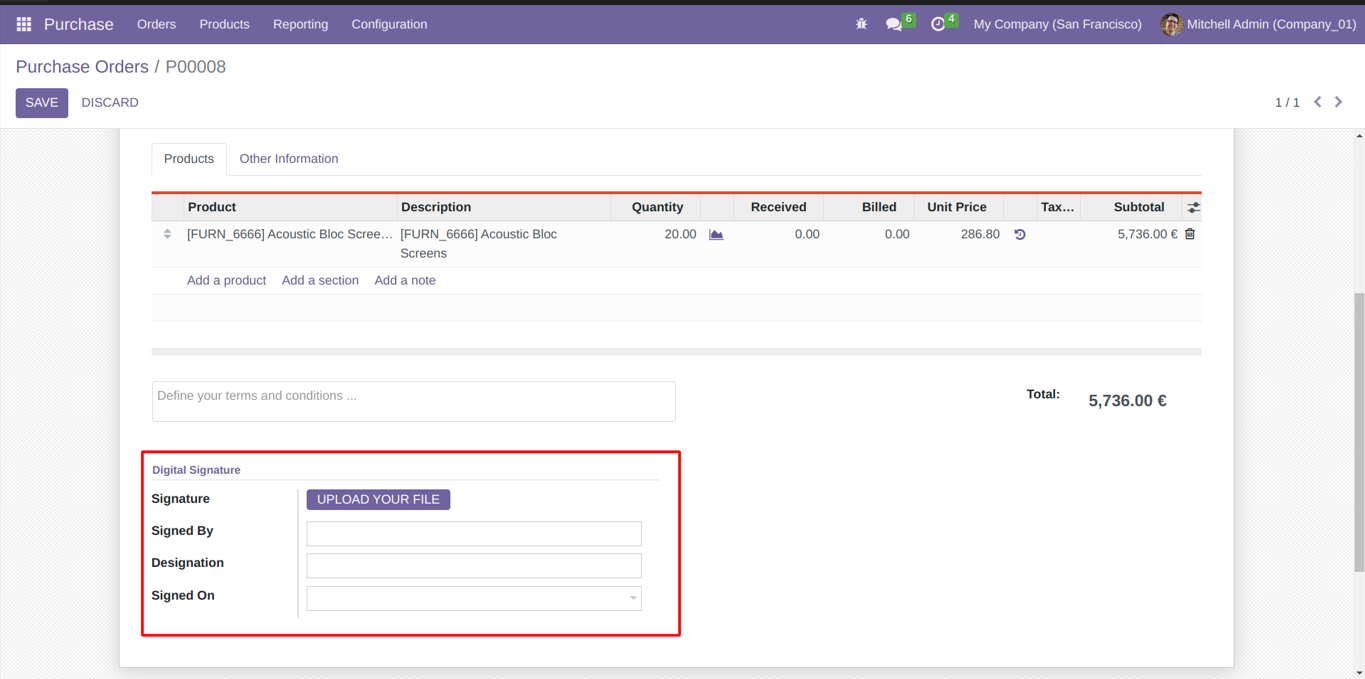 Purchase Orders Products Reporting Configuration 6 4 My Company (San Francisco) Mitchell Admin (Company_01)
Purchase Orders / P00008
SAVE DISCARD 1 / 1
Products Other Information
Product Description Quantity Received Billed Unit Price Tax... Subtotal
[FURN_6666] Acoustic Bloc Scree... [FURN_6666] Acoustic Bloc 20.00 0.00 0.00 286.80 5,736.00 €
Screens
Add a product Add a section Add a note
Define your terms and conditions ... Total: 5,736.00 €
Digital Signature
Signature UPLOAD YOUR FILE
Signed By
Designation
Signed On